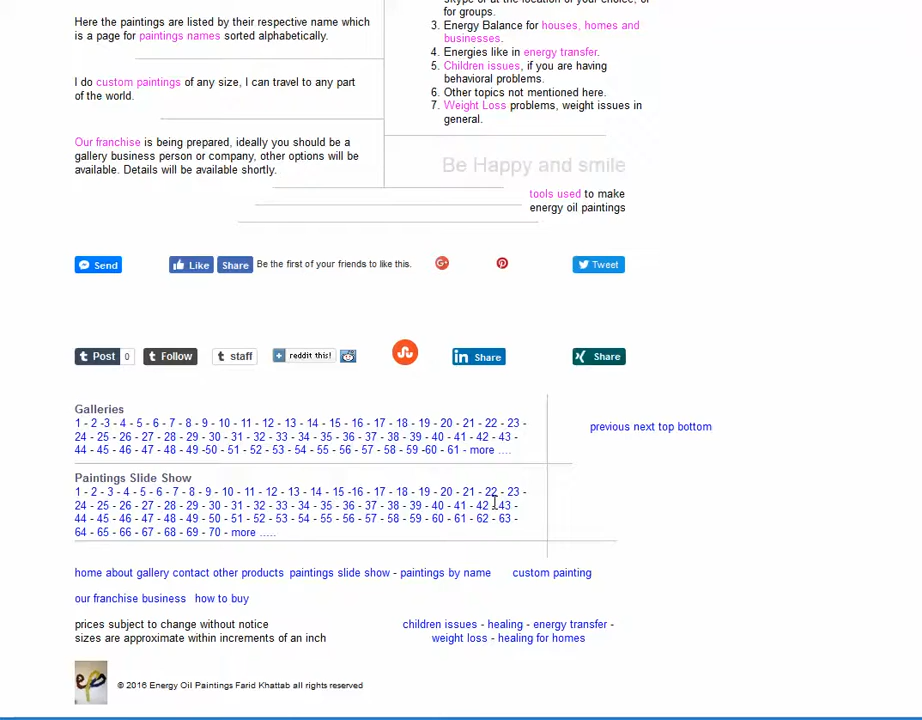 Here the paintings are listed by their respective name which
is a page for paintings names sorted alphabetically.
I do custom paintings of any size, I can travel to any part
of the world.
Our franchise is being prepared, ideally you should be a
gallery business person or company, other options will be
available. Details will be available shortly.
for groups.
3. Energy Balance for houses, homes and
businesses.
4. Energies like in energy transfer.
5. Children issues, if you are having
behavioral problems.
6. Other topics not mentioned here.
7. Weight Loss problems, weight issues in
general.
Be Happy and smile
tools used to make
energy oil paintings
Send
Like Share Be the first of your friends to like this.
G+
Tweet
t Post 0
t Follow
t staff
+ reddit this!
in Share
Share
Galleries
1 - 2 -3 - 4 - 5 - 6 - 7 - 8 - 9 - 10 - 11 - 12 - 13 - 14 - 15 - 16 - 17 - 18 - 19 - 20 - 21 - 22 - 23 -
24 - 25 - 26 - 27 - 28 - 29 - 30 - 31 - 32 - 33 - 34 - 35 - 36 - 37 - 38 - 39 - 40 - 41 - 42 - 43 -
44 - 45 - 46 - 47 - 48 - 49 -50 - 51 - 52 - 53 - 54 - 55 - 56 - 57 - 58 - 59 -60 - 61 - more ....
previous next top bottom
Paintings Slide Show
1 - 2 - 3 - 4 - 5 - 6 - 7 - 8 - 9 - 10 - 11 - 12 - 13 - 14 - 15 -16 - 17 - 18 - 19 - 20 - 21 - 22 - 23 -
24 - 25 - 26 - 27 - 28 - 29 - 30 - 31 - 32 - 33 - 34 - 35 - 36 - 37 - 38 - 39 - 40 - 41 - 42 - 43 -
44 - 45 - 46 - 47 - 48 - 49 - 50 - 51 - 52 - 53 - 54 - 55 - 56 - 57 - 58 - 59 - 60 - 61 - 62 - 63 -
64 - 65 - 66 - 67 - 68 - 69 - 70 - more .....
home about gallery contact other products paintings slide show - paintings by name custom painting
our franchise business how to buy
prices subject to change without notice
sizes are approximate within increments of an inch
children issues - healing - energy transfer -
weight loss - healing for homes
© 2016 Energy Oil Paintings Farid Khattab all rights reserved